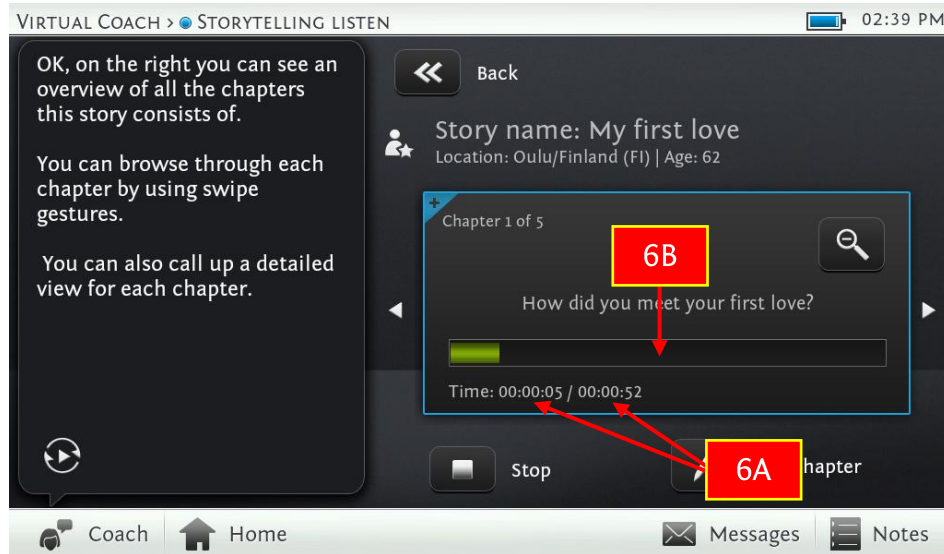 VIRTUAL COACH > STORYTELLING LISTEN
02:39 PM
OK, on the right you can see an
overview of all the chapters
this story consists of.
You can browse through each
chapter by using swipe
gestures.
You can also call up a detailed
view for each chapter.
Back
Story name: My first love
Location: Oulu/Finland (FI) | Age: 62
Chapter 1 of 5
6B
How did you meet your first love?
Time: 00:00:05 / 00:00:52
Stop
6A
hapter
Coach
Home
Messages
Notes